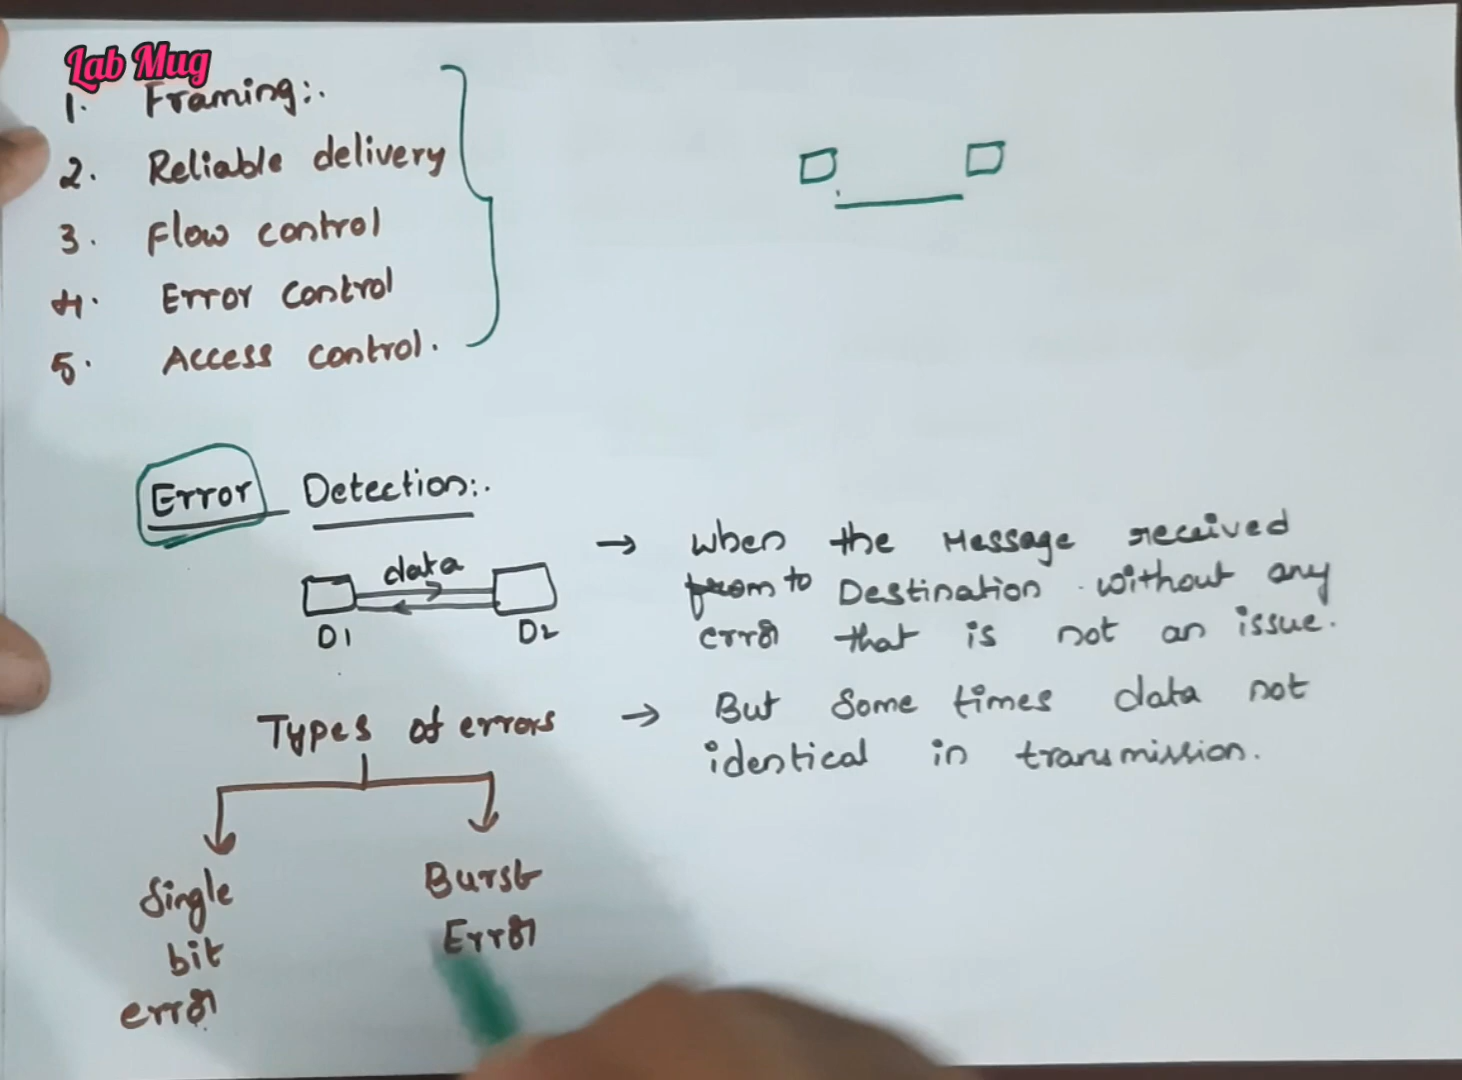 Lab Mug
1. Framing:.
2. Reliable delivery
3. Flow control
4. Error control
5. Access control.
Error Detection:.
data
D1 D2
→ when the Message received
from to Destination. without any
error that is not an issue.
→ But Some times data not
identical in transmission.
Types of errors
Single
bit
error
Burst
Error